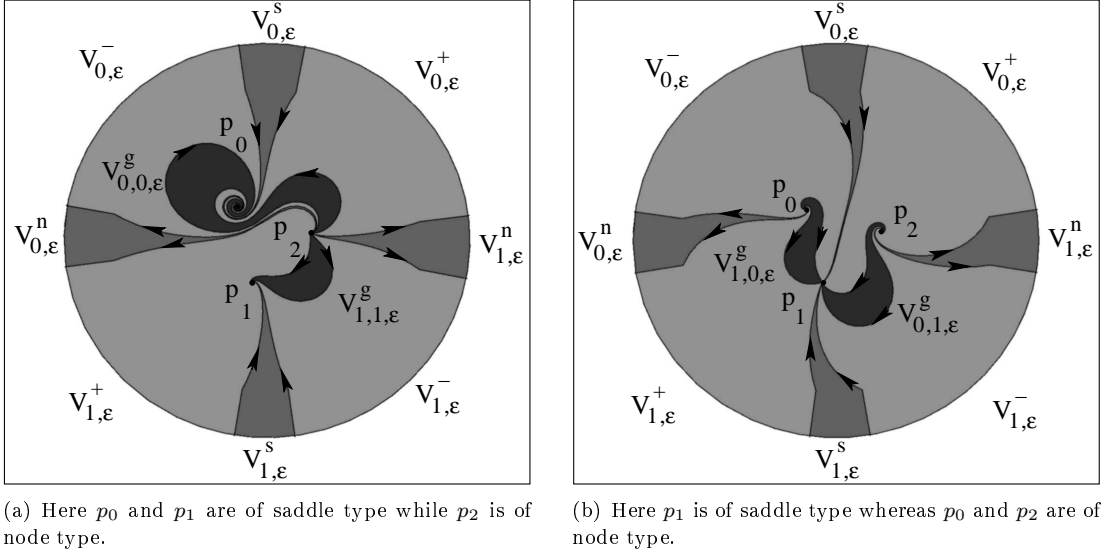 V^s_{0,ε}
V^-_{0,ε}
V^+_{0,ε}
p_0
V^g_{0,0,ε}
V^n_{0,ε}
p_2
V^n_{1,ε}
p_1
V^g_{1,1,ε}
V^+_{1,ε}
V^-_{1,ε}
V^s_{1,ε}
(a) Here p_0 and p_1 are of saddle type while p_2 is of
node type.
V^s_{0,ε}
V^-_{0,ε}
V^+_{0,ε}
p_0
p_2
V^n_{0,ε}
V^n_{1,ε}
V^g_{1,0,ε}
p_1
V^g_{0,1,ε}
V^+_{1,ε}
V^-_{1,ε}
V^s_{1,ε}
(b) Here p_1 is of saddle type whereas p_0 and p_2 are of
node type.